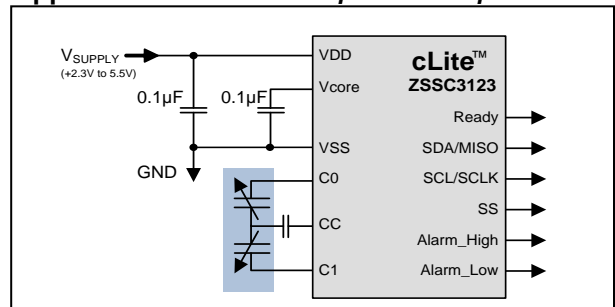 VSUPPLY
(+2.3V to 5.5V)
0.1µF
0.1µF
GND
VDD
Vcore
VSS
C0
CC
C1
cLite™
ZSSC3123
Ready
SDA/MISO
SCL/SCLK
SS
Alarm_High
Alarm_Low